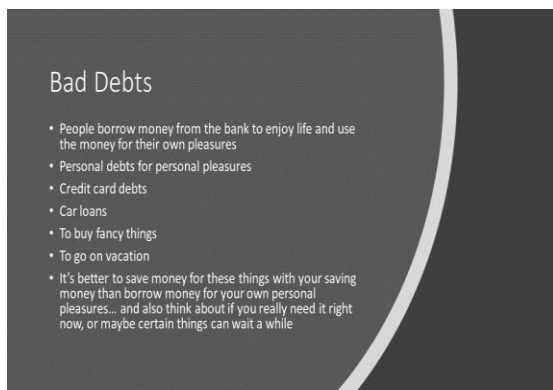 Bad Debts
• People borrow money from the bank to enjoy life and use
the money for their own pleasures
• Personal debts for personal pleasures
• Credit card debts
• Car loans
• To buy fancy things
• To go on vacation
• It's better to save money for these things with your saving
money than borrow money for your own personal
pleasures... and also think about if you really need it right
now, or maybe certain things can wait a while